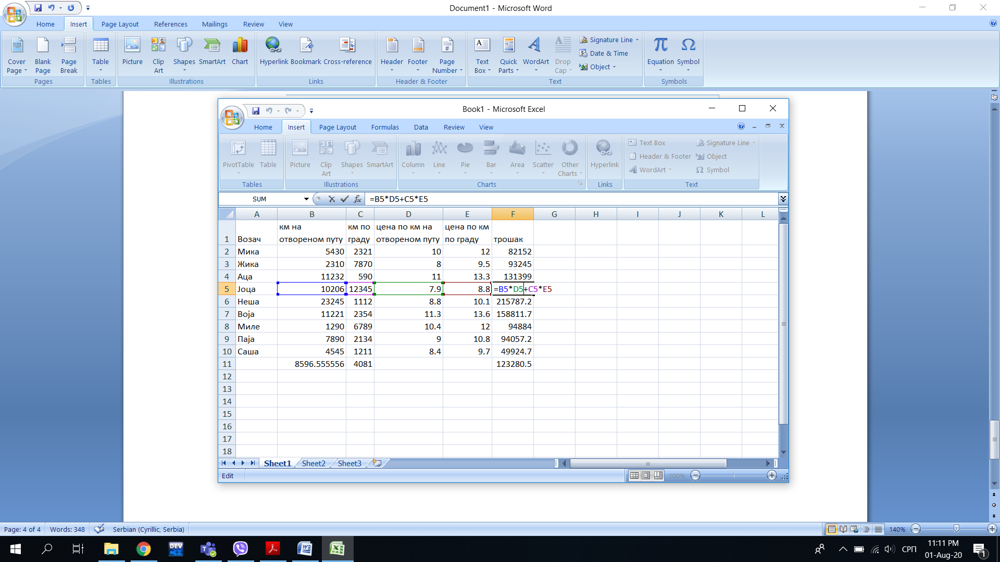 Document1 - Microsoft Word
Home Insert Page Layout References Mailings Review View
Cover Page Blank Page Page Break Table Picture Clip Art Shapes SmartArt Chart Hyperlink Bookmark Cross-reference Header Footer Page Number Text Box Quick Parts WordArt Drop Cap Signature Line Date & Time Object Equation Symbol
Pages Tables Illustrations Links Header & Footer Text Symbols
Book1 - Microsoft Excel
Home Insert Page Layout Formulas Data Review View
PivotTable Table Picture Clip Art Shapes SmartArt Column Line Pie Bar Area Scatter Other Charts Hyperlink Text Box Header & Footer WordArt Signature Line Object Symbol
Tables Illustrations Charts Links Text
SUM =B5*D5+C5*E5
A B C D E F G H I J K L
км на км по цена по км на цена по км
1 Возач отвореном путу граду отвореном путу по граду трошак
2 Мика 5430 2321 10 12 82152
3 Жика 2310 7870 8 9.5 93245
4 Аца 11232 590 11 13.3 131399
5 Јоца 10206 12345 7.9 8.8 =B5*D5+C5*E5
6 Неша 23245 1112 8.8 10.1 215787.2
7 Воја 11221 2354 11.3 13.6 158811.7
8 Миле 1290 6789 10.4 12 94884
9 Паја 7890 2134 9 10.8 94057.2
10 Саша 4545 1211 8.4 9.7 49924.7
11 8596.555556 4081 123280.5
12
13
14
15
16
17
18
Sheet1 Sheet2 Sheet3
Edit 100%
Page: 4 of 4 Words: 348 Serbian (Cyrillic, Serbia) 140%
DEV СРП 11:11 PM
01-Aug-20 1